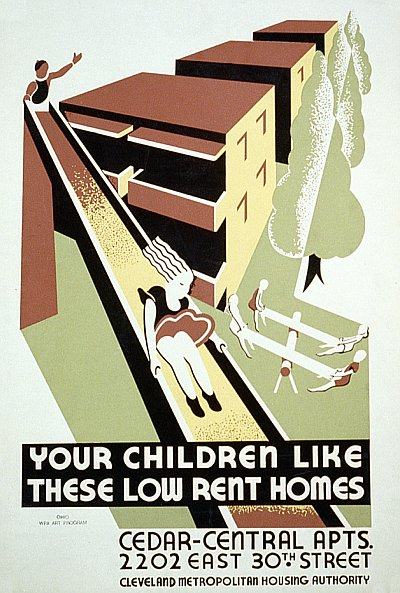 YOUR CHILDREN LIKE
THESE LOW RENT HOMES
OHIO
WPA ART PROGRAM
CEDAR-CENTRAL APTS.
2202 EAST 30TH STREET
CLEVELAND METROPOLITAN HOUSING AUTHORITY